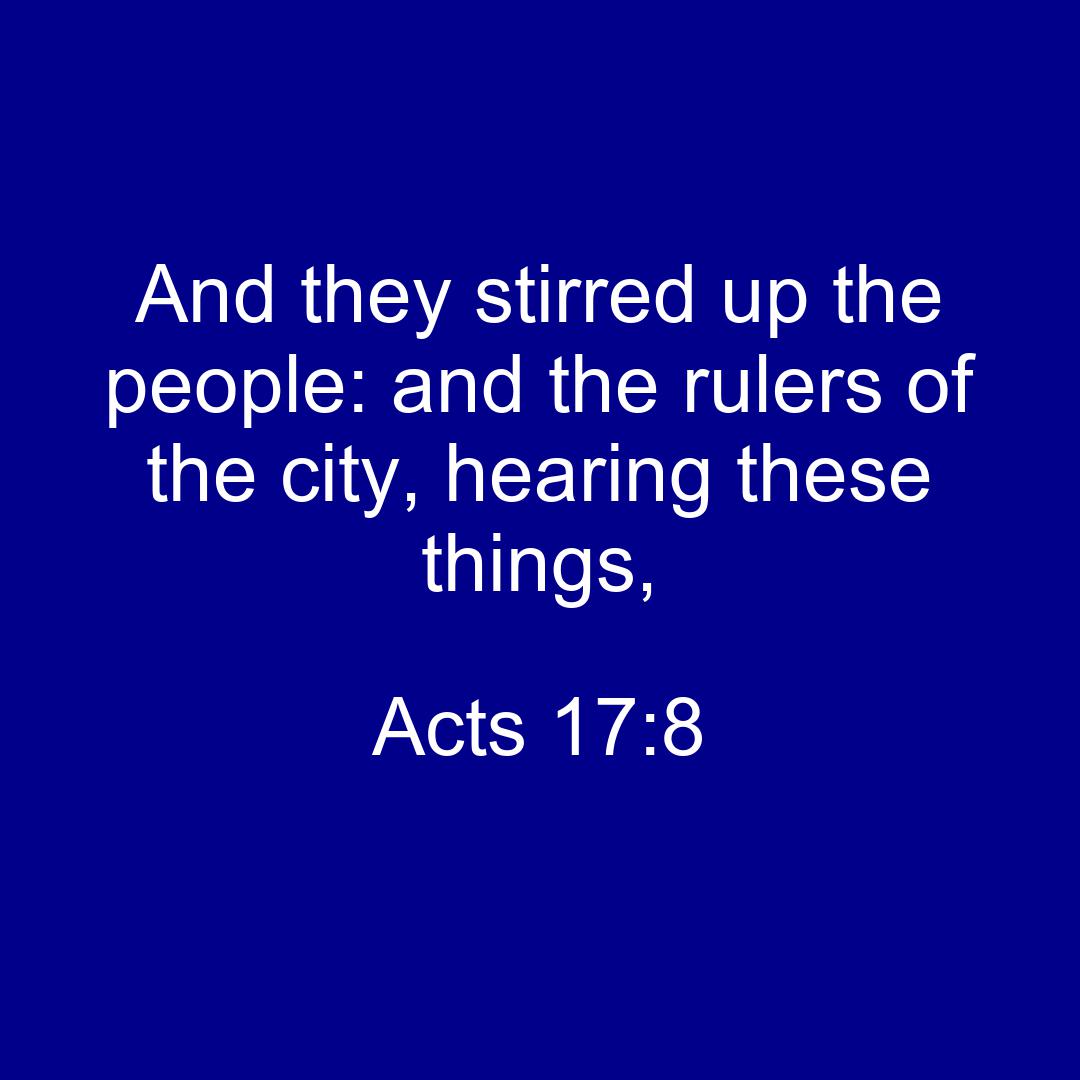 And they stirred up the
people: and the rulers of
the city, hearing these
things,
Acts 17:8